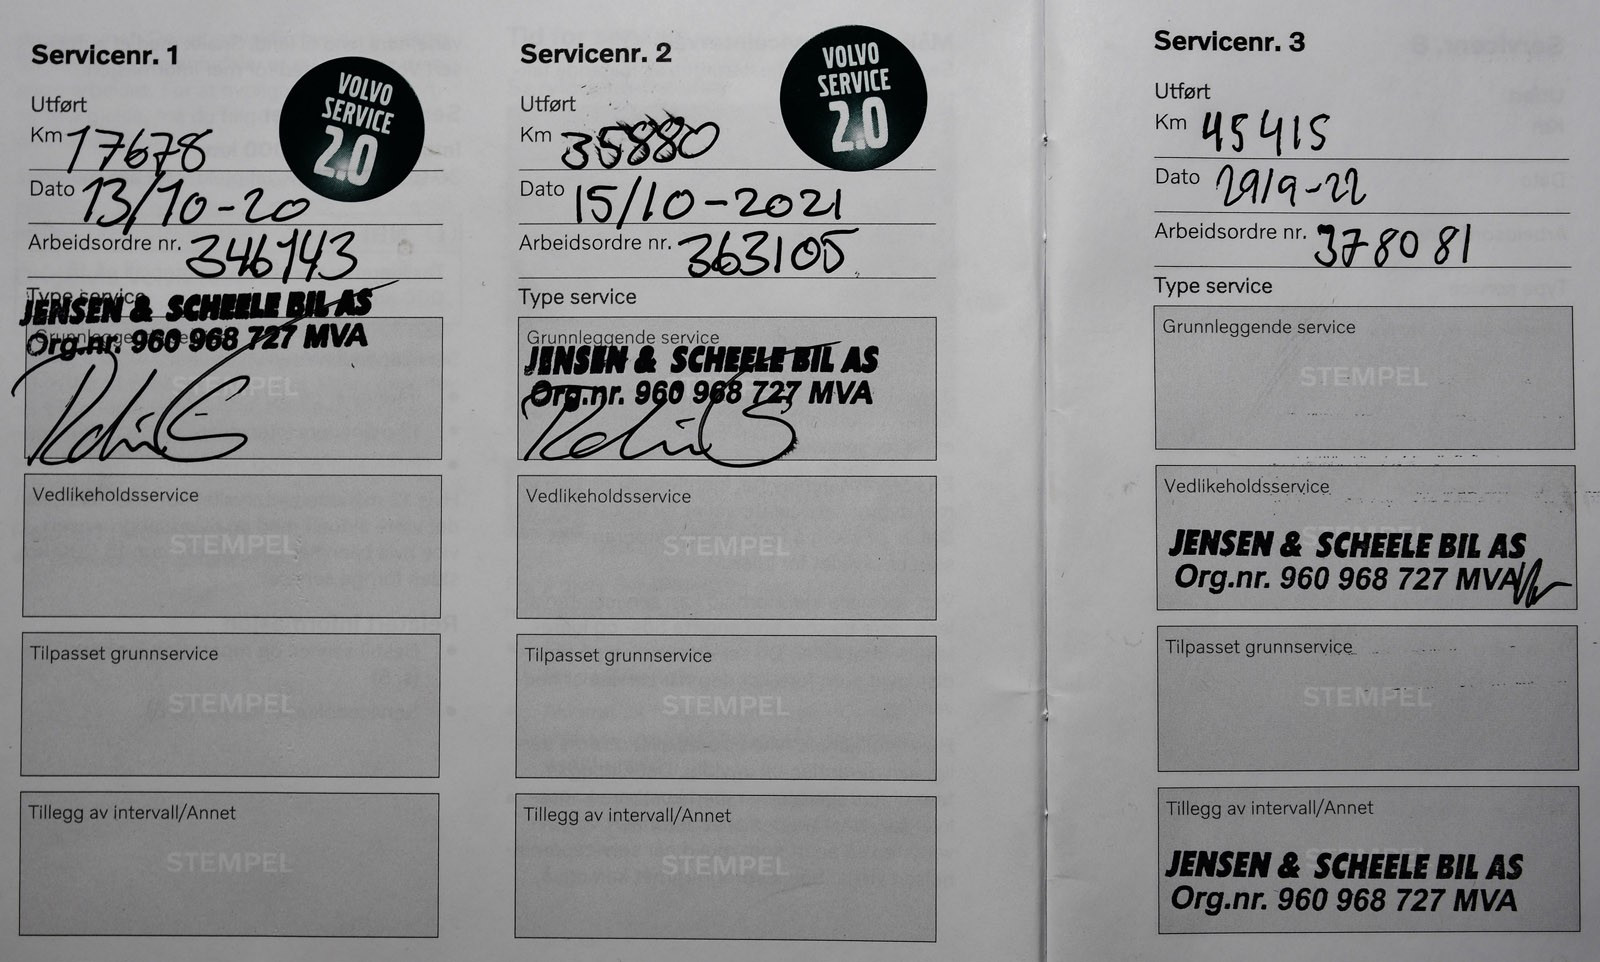 Servicenr. 1
VOLVO
SERVICE
2.0
Utført
Km 17678
Dato 13/10-20
Arbeidsordre nr. 346143
Type service
JENSEN & SCHEELE BIL AS
Org.nr. 960 968 727 MVA
STEMPEL
Vedlikeholdsservice
STEMPEL
Tilpasset grunnservice
STEMPEL
Tillegg av intervall/Annet
STEMPEL
Servicenr. 2
VOLVO
SERVICE
2.0
Utført
Km 35880
Dato 15/10-2021
Arbeidsordre nr. 363105
Type service
Grunnleggende service
JENSEN & SCHEELE BIL AS
Org.nr. 960 968 727 MVA
Vedlikeholdsservice
STEMPEL
Tilpasset grunnservice
STEMPEL
Tillegg av intervall/Annet
STEMPEL
Servicenr. 3
Utført
Km 45415
Dato 29/9-22
Arbeidsordre nr. 378081
Type service
Grunnleggende service
STEMPEL
Vedlikeholdsservice
JENSEN & SCHEELE BIL AS
Org.nr. 960 968 727 MVA
Tilpasset grunnservice
STEMPEL
Tillegg av intervall/Annet
JENSEN & SCHEELE BIL AS
Org.nr. 960 968 727 MVA